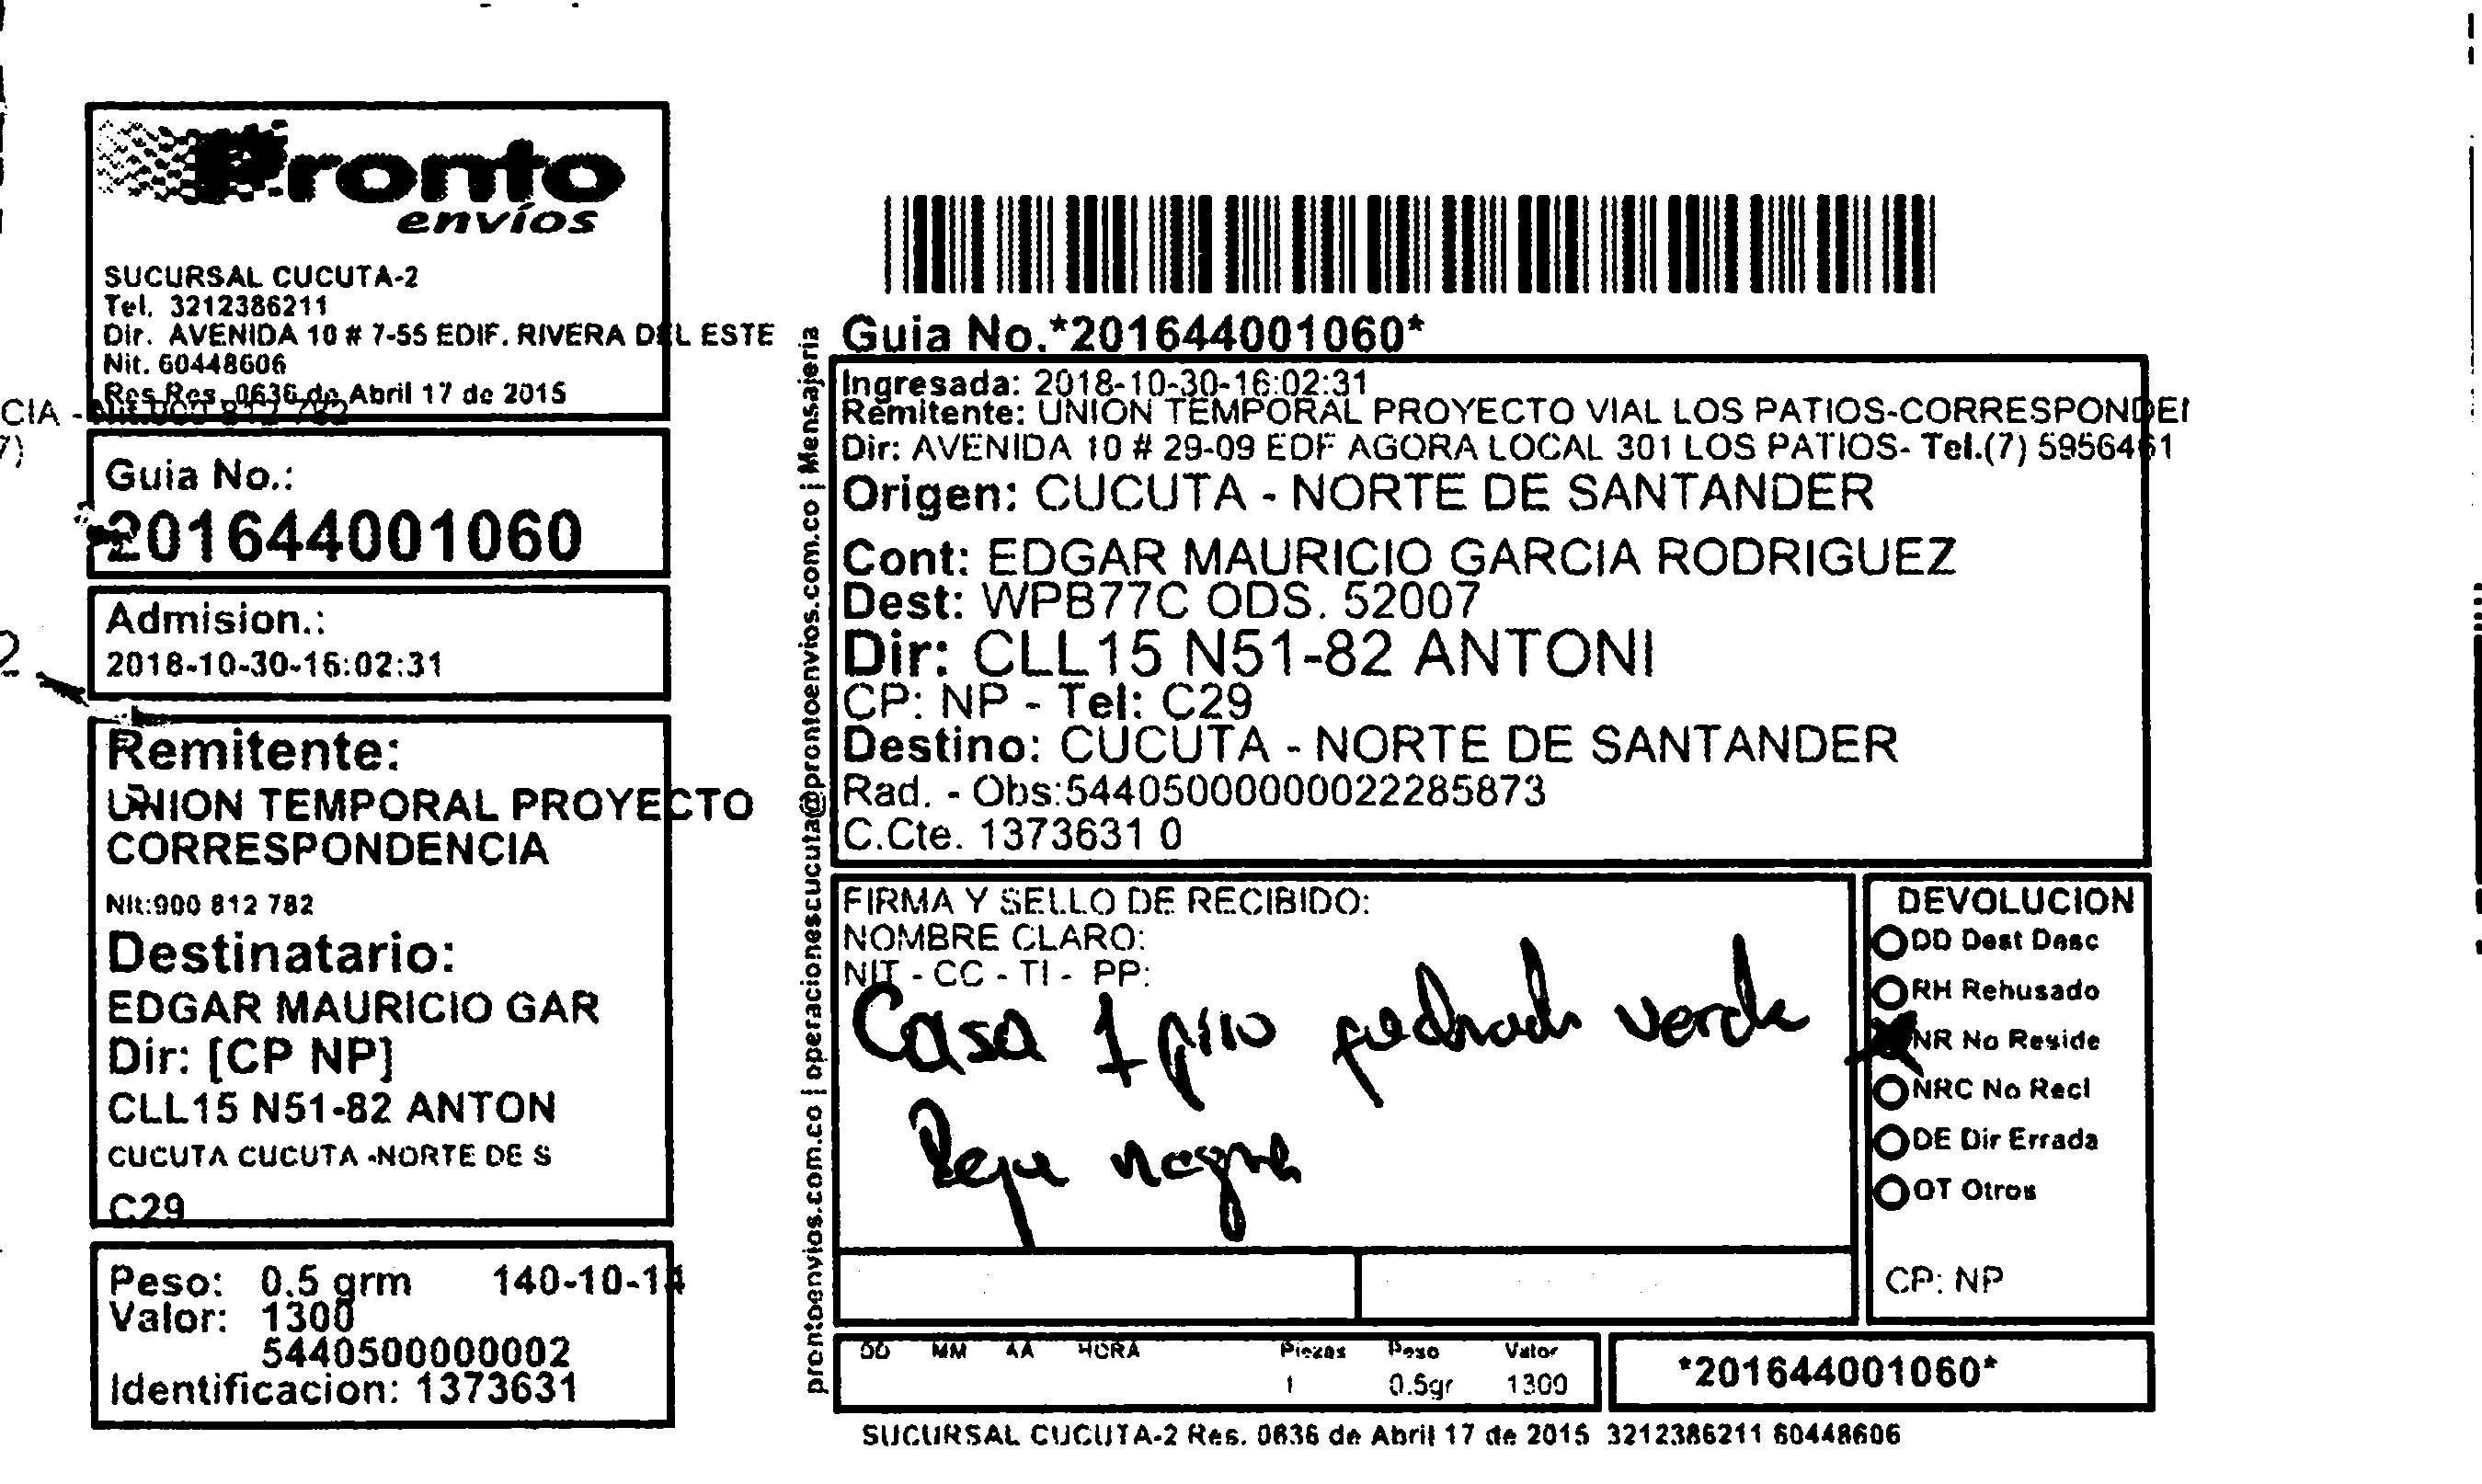 Pronto
envíos
SUCURSAL CUCUTA-2
Tel. 3212386211
Dir. AVENIDA 10 # 7-55 EDIF. RIVERA DEL ESTE
Nit. 60448606
Res Res. 0636 de Abril 17 de 2015
CIA - Nit 900 812 782
7)
Guia No.:
201644001060
Admision.:
2018-10-30-16:02:31
2
Remitente:
UNION TEMPORAL PROYECTO
CORRESPONDENCIA
Nit:900 812 782
Destinatario:
EDGAR MAURICIO GAR
Dir: [CP NP]
CLL15 N51-82 ANTON
CUCUTA CUCUTA -NORTE DE S
C29
Peso: 0.5 grm 140-10-14
Valor: 1300
5440500000002
Identificacion: 1373631
prontoenvios.com.co | operacionescucuta@prontoenvios.com.co | Mensajeria
Guia No.*201644001060*
Ingresada: 2018-10-30-16:02:31
Remitente: UNION TEMPORAL PROYECTO VIAL LOS PATIOS-CORRESPONDEN
Dir: AVENIDA 10 # 29-09 EDF AGORA LOCAL 301 LOS PATIOS- Tel.(7) 5956461
Origen: CUCUTA - NORTE DE SANTANDER
Cont: EDGAR MAURICIO GARCIA RODRIGUEZ
Dest: WPB77C ODS. 52007
Dir: CLL15 N51-82 ANTONI
CP: NP - Tel: C29
Destino: CUCUTA - NORTE DE SANTANDER
Rad. - Obs:544050000000022285873
C.Cte. 1373631 0
FIRMA Y SELLO DE RECIBIDO:
NOMBRE CLARO:
NIT - CC - TI - PP:
Casa 1 piso verde
Reja negra
DEVOLUCION
DD Dest Desc
RH Rehusado
NR No Reside
NRC No Recl
DE Dir Errada
OT Otros
CP: NP
DD MM AA HORA Piezas Peso Valor
1 0.5gr 1300
*201644001060*
SUCURSAL CUCUTA-2 Res. 0636 de Abril 17 de 2015 3212386211 60448606